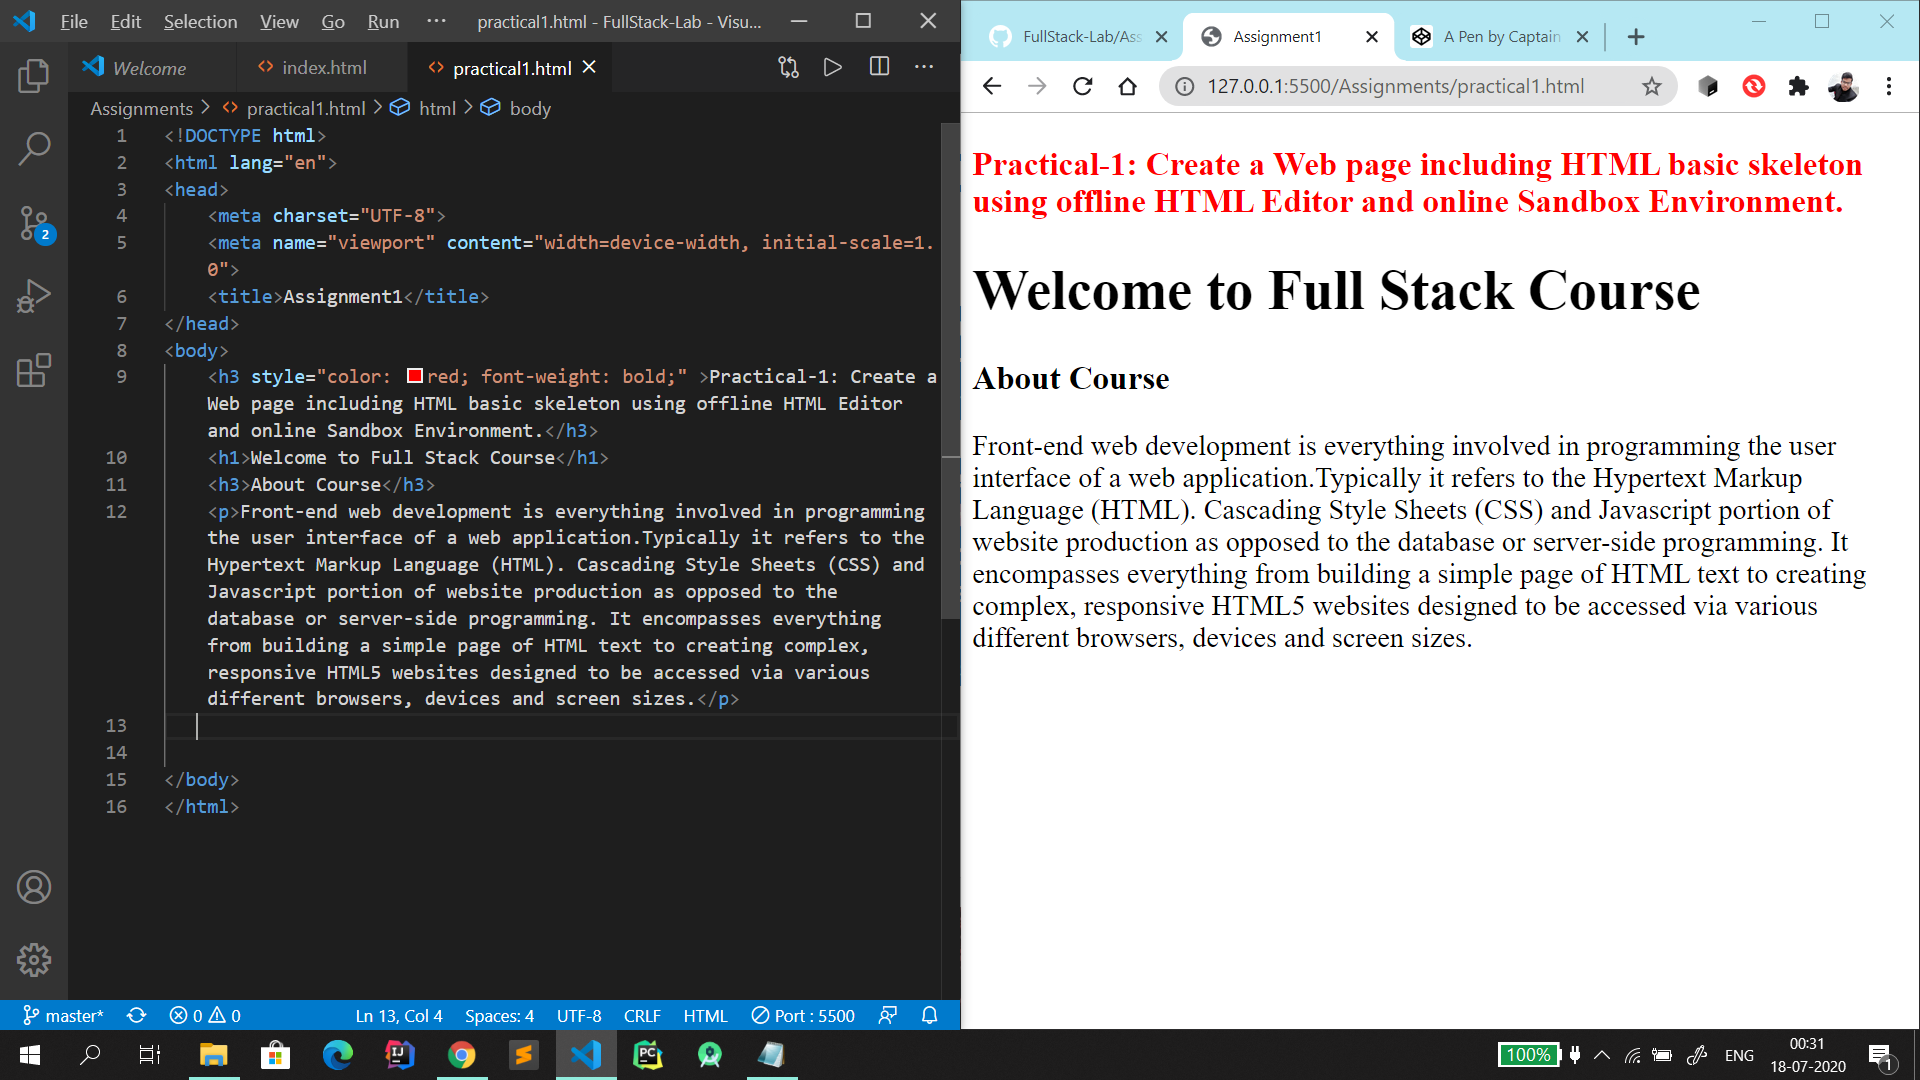 File Edit Selection View Go Run ··· practical1.html - FullStack-Lab - Visu...
Welcome index.html practical1.html
Assignments > practical1.html > html > body
1 <!DOCTYPE html>
2 <html lang="en">
3 <head>
4 <meta charset="UTF-8">
5 <meta name="viewport" content="width=device-width, initial-scale=1.
0">
6 <title>Assignment1</title>
7 </head>
8 <body>
9 <h3 style="color: red; font-weight: bold;" >Practical-1: Create a
Web page including HTML basic skeleton using offline HTML Editor
and online Sandbox Environment.</h3>
10 <h1>Welcome to Full Stack Course</h1>
11 <h3>About Course</h3>
12 <p>Front-end web development is everything involved in programming
the user interface of a web application.Typically it refers to the
Hypertext Markup Language (HTML). Cascading Style Sheets (CSS) and
Javascript portion of website production as opposed to the
database or server-side programming. It encompasses everything
from building a simple page of HTML text to creating complex,
responsive HTML5 websites designed to be accessed via various
different browsers, devices and screen sizes.</p>
13
14
15 </body>
16 </html>
2
master* 0 0 Ln 13, Col 4 Spaces: 4 UTF-8 CRLF HTML Port : 5500
FullStack-Lab/Ass Assignment1 A Pen by Captain
127.0.0.1:5500/Assignments/practical1.html
Practical-1: Create a Web page including HTML basic skeleton
using offline HTML Editor and online Sandbox Environment.
Welcome to Full Stack Course
About Course
Front-end web development is everything involved in programming the user
interface of a web application.Typically it refers to the Hypertext Markup
Language (HTML). Cascading Style Sheets (CSS) and Javascript portion of
website production as opposed to the database or server-side programming. It
encompasses everything from building a simple page of HTML text to creating
complex, responsive HTML5 websites designed to be accessed via various
different browsers, devices and screen sizes.
IJ PC 100% ENG 00:31
18-07-2020 1